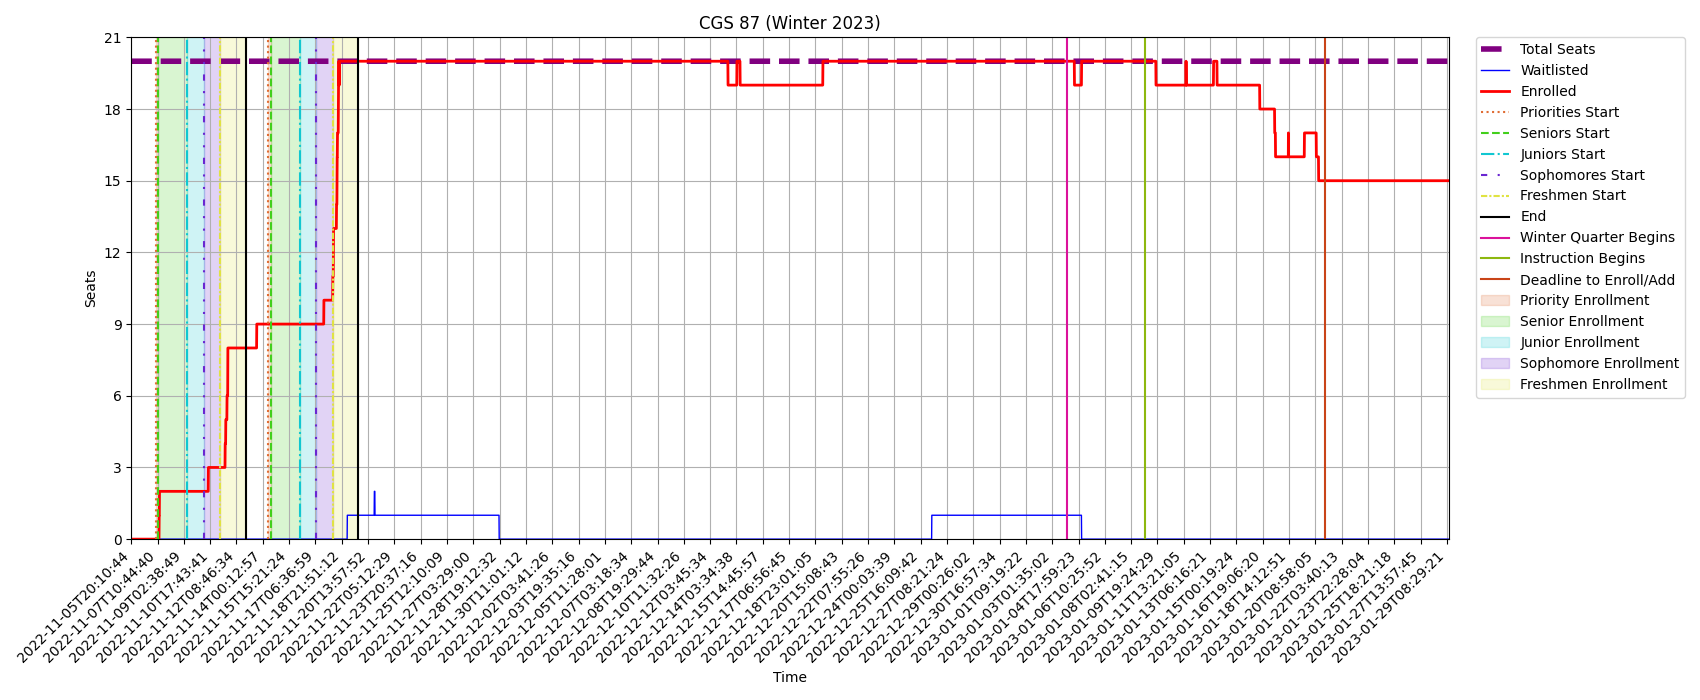 CGS 87 (Winter 2023)
21
18
15
12
9
6
3
0
Seats
2022-11-05T20:10:44
2022-11-07T10:44:40
2022-11-09T02:38:49
2022-11-10T17:43:41
2022-11-12T08:46:34
2022-11-14T00:12:57
2022-11-15T15:21:24
2022-11-17T06:36:59
2022-11-18T21:51:12
2022-11-20T13:57:52
2022-11-22T05:12:29
2022-11-23T20:37:16
2022-11-25T12:10:09
2022-11-27T03:29:00
2022-11-28T19:12:32
2022-11-30T11:01:12
2022-12-02T03:41:26
2022-12-03T19:35:16
2022-12-05T11:28:01
2022-12-07T03:18:34
2022-12-08T19:29:44
2022-12-10T11:32:26
2022-12-12T03:45:34
2022-12-14T03:34:38
2022-12-15T14:45:57
2022-12-17T06:56:45
2022-12-18T23:01:05
2022-12-20T15:08:43
2022-12-22T07:55:26
2022-12-24T00:03:39
2022-12-25T16:09:42
2022-12-27T08:21:24
2022-12-29T00:26:02
2022-12-30T16:57:34
2023-01-01T09:19:22
2023-01-03T01:35:02
2023-01-04T17:59:23
2023-01-06T10:25:52
2023-01-08T02:41:15
2023-01-09T19:24:29
2023-01-11T13:21:05
2023-01-13T06:16:21
2023-01-15T00:19:24
2023-01-16T19:06:20
2023-01-18T14:12:51
2023-01-20T08:58:05
2023-01-22T03:40:13
2023-01-23T22:28:04
2023-01-25T18:21:18
2023-01-27T13:57:45
2023-01-29T08:29:21
Time
Total Seats
Waitlisted
Enrolled
Priorities Start
Seniors Start
Juniors Start
Sophomores Start
Freshmen Start
End
Winter Quarter Begins
Instruction Begins
Deadline to Enroll/Add
Priority Enrollment
Senior Enrollment
Junior Enrollment
Sophomore Enrollment
Freshmen Enrollment